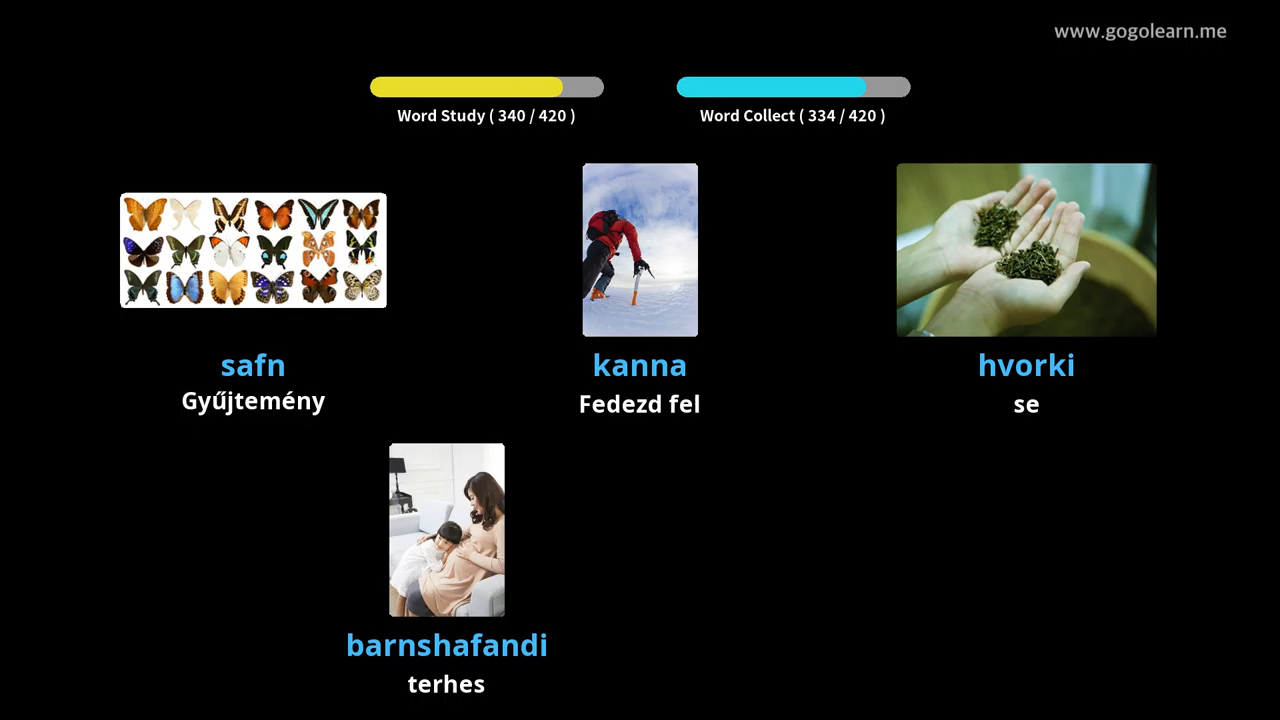 www.gogolearn.me
Word Study ( 340 / 420 )
Word Collect ( 334 / 420 )
safn
Gyűjtemény
kanna
Fedezd fel
hvorki
se
barnshafandi
terhes